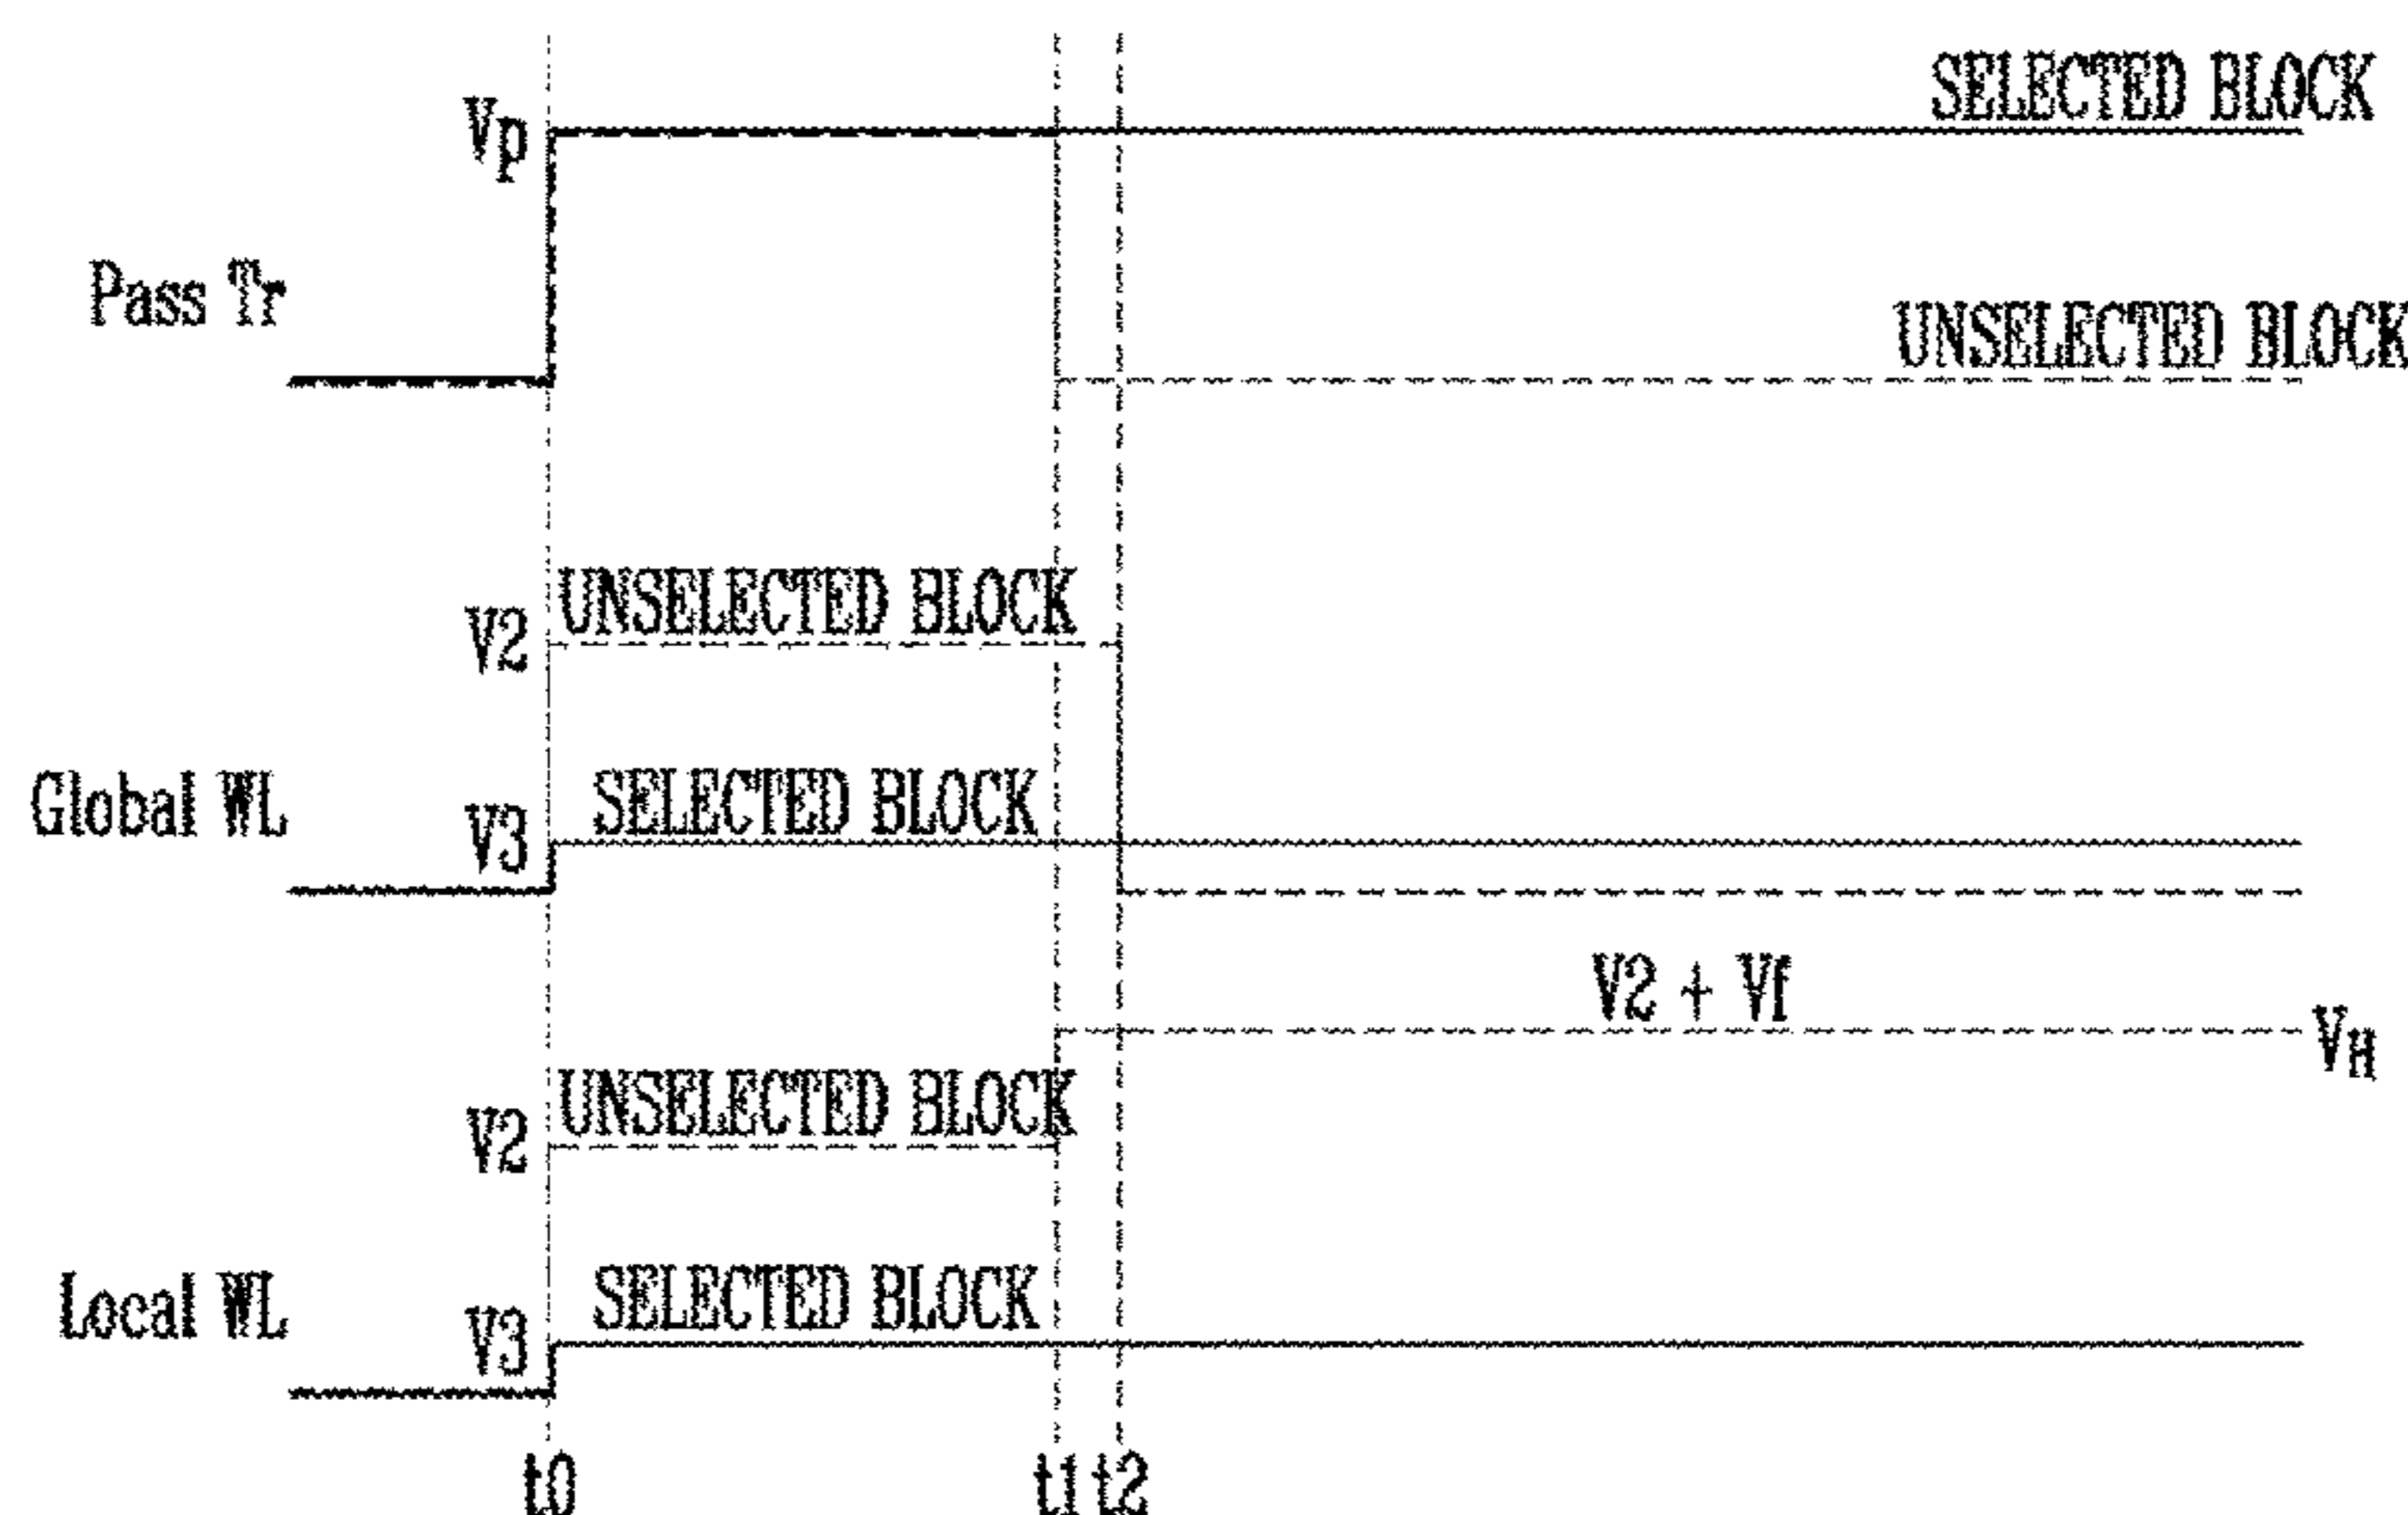 SELECTED BLOCK
Vp
Pass Tr
UNSELECTED BLOCK
UNSELECTED BLOCK
V2
SELECTED BLOCK
Global WL
V3
V2 + Vf
VH
UNSELECTED BLOCK
V2
SELECTED BLOCK
Local WL
V3
t0
t1
t2